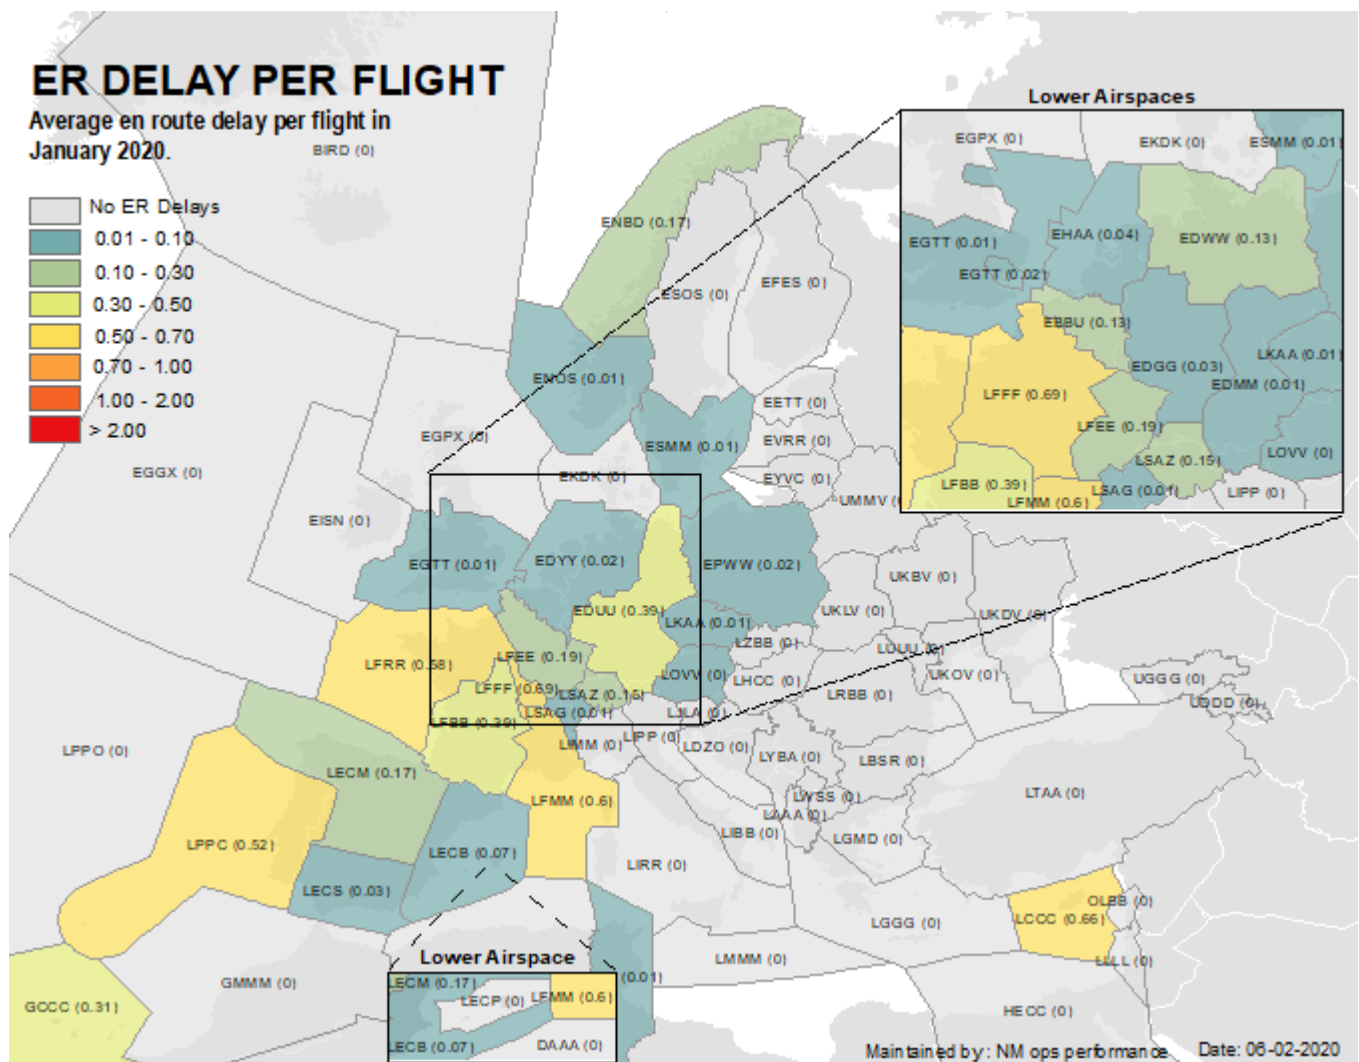 ER DELAY PER FLIGHT
Average en route delay per flight in
January 2020.
No ER Delays
0.01 - 0.10
0.10 - 0.30
0.30 - 0.50
0.50 - 0.70
0.70 - 1.00
1.00 - 2.00
> 2.00
Lower Airspaces
EGPX (0)
EKDK (0)
ESMM (0.01)
EGTT (0.01)
EHAA (0.04)
EDWW (0.13)
EGTT (0.02)
EBBU (0.13)
EDGG (0.03)
LKAA (0.01)
EDMM (0.01)
LFFF (0.69)
LFEE (0.19)
LSAZ (0.15)
LOVV (0)
LFBB (0.39)
LFMM (0.6)
LSAG (0.01)
LIPP (0)
BIRD (0)
ENBD (0.17)
ESOS (0)
EFES (0)
ENOS (0.01)
EETT (0)
EGPX (0)
ESMM (0.01)
EVRR (0)
EGGX (0)
EKDK (0)
EYVC (0)
UMMV
EISN (0)
EGTT (0.01)
EDYY (0.02)
EPWW (0.02)
UKBV (0)
EDUU (0.39)
LKAA (0.01)
UKLV (0)
UKDV (0)
LZBB (0)
LUUU (0)
LFRR (0.58)
LFEE (0.19)
LOVV (0)
LHCC (0)
UKOV (0)
UGGG (0)
LFFF (0.69)
LSAZ (0.15)
LRBB (0)
UDDD (0)
LFBB (0.39)
LSAG (0.01)
LJLA (0)
LPPO (0)
LIMM (0)
LIPP (0)
LDZO (0)
LYBA (0)
LBSR (0)
LECM (0.17)
LFMM (0.6)
LWSS (0)
LTAA (0)
LAAA (0)
LPPC (0.52)
LECB (0.07)
LIBB (0)
LGMD (0)
LIRR (0)
LECS (0.03)
OLBB (0)
LCCC (0.66)
LGGG (0)
Lower Airspace
LMMM (0)
LLLL (0)
GMMM (0)
LECM (0.17)
LECP (0)
LFMM (0.6)
(0.01)
GCCC (0.31)
HECC (0)
LECB (0.07)
DAAA (0)
Maintained by : NM ops performance
Date: 06-02-2020